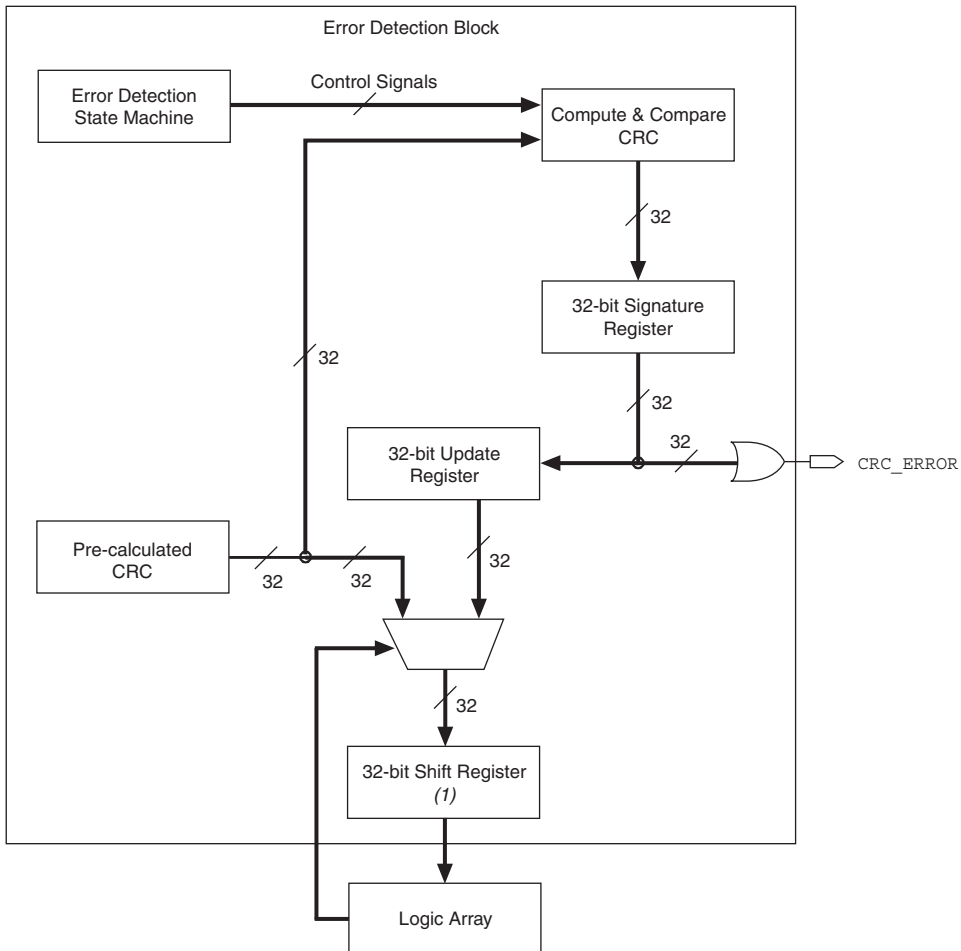 Error Detection Block
Control Signals
Error Detection
State Machine
Compute & Compare
CRC
32
32-bit Signature
Register
32
32
32
CRC_ERROR
32-bit Update
Register
Pre-calculated
CRC
32
32
32
32
32-bit Shift Register
(1)
Logic Array